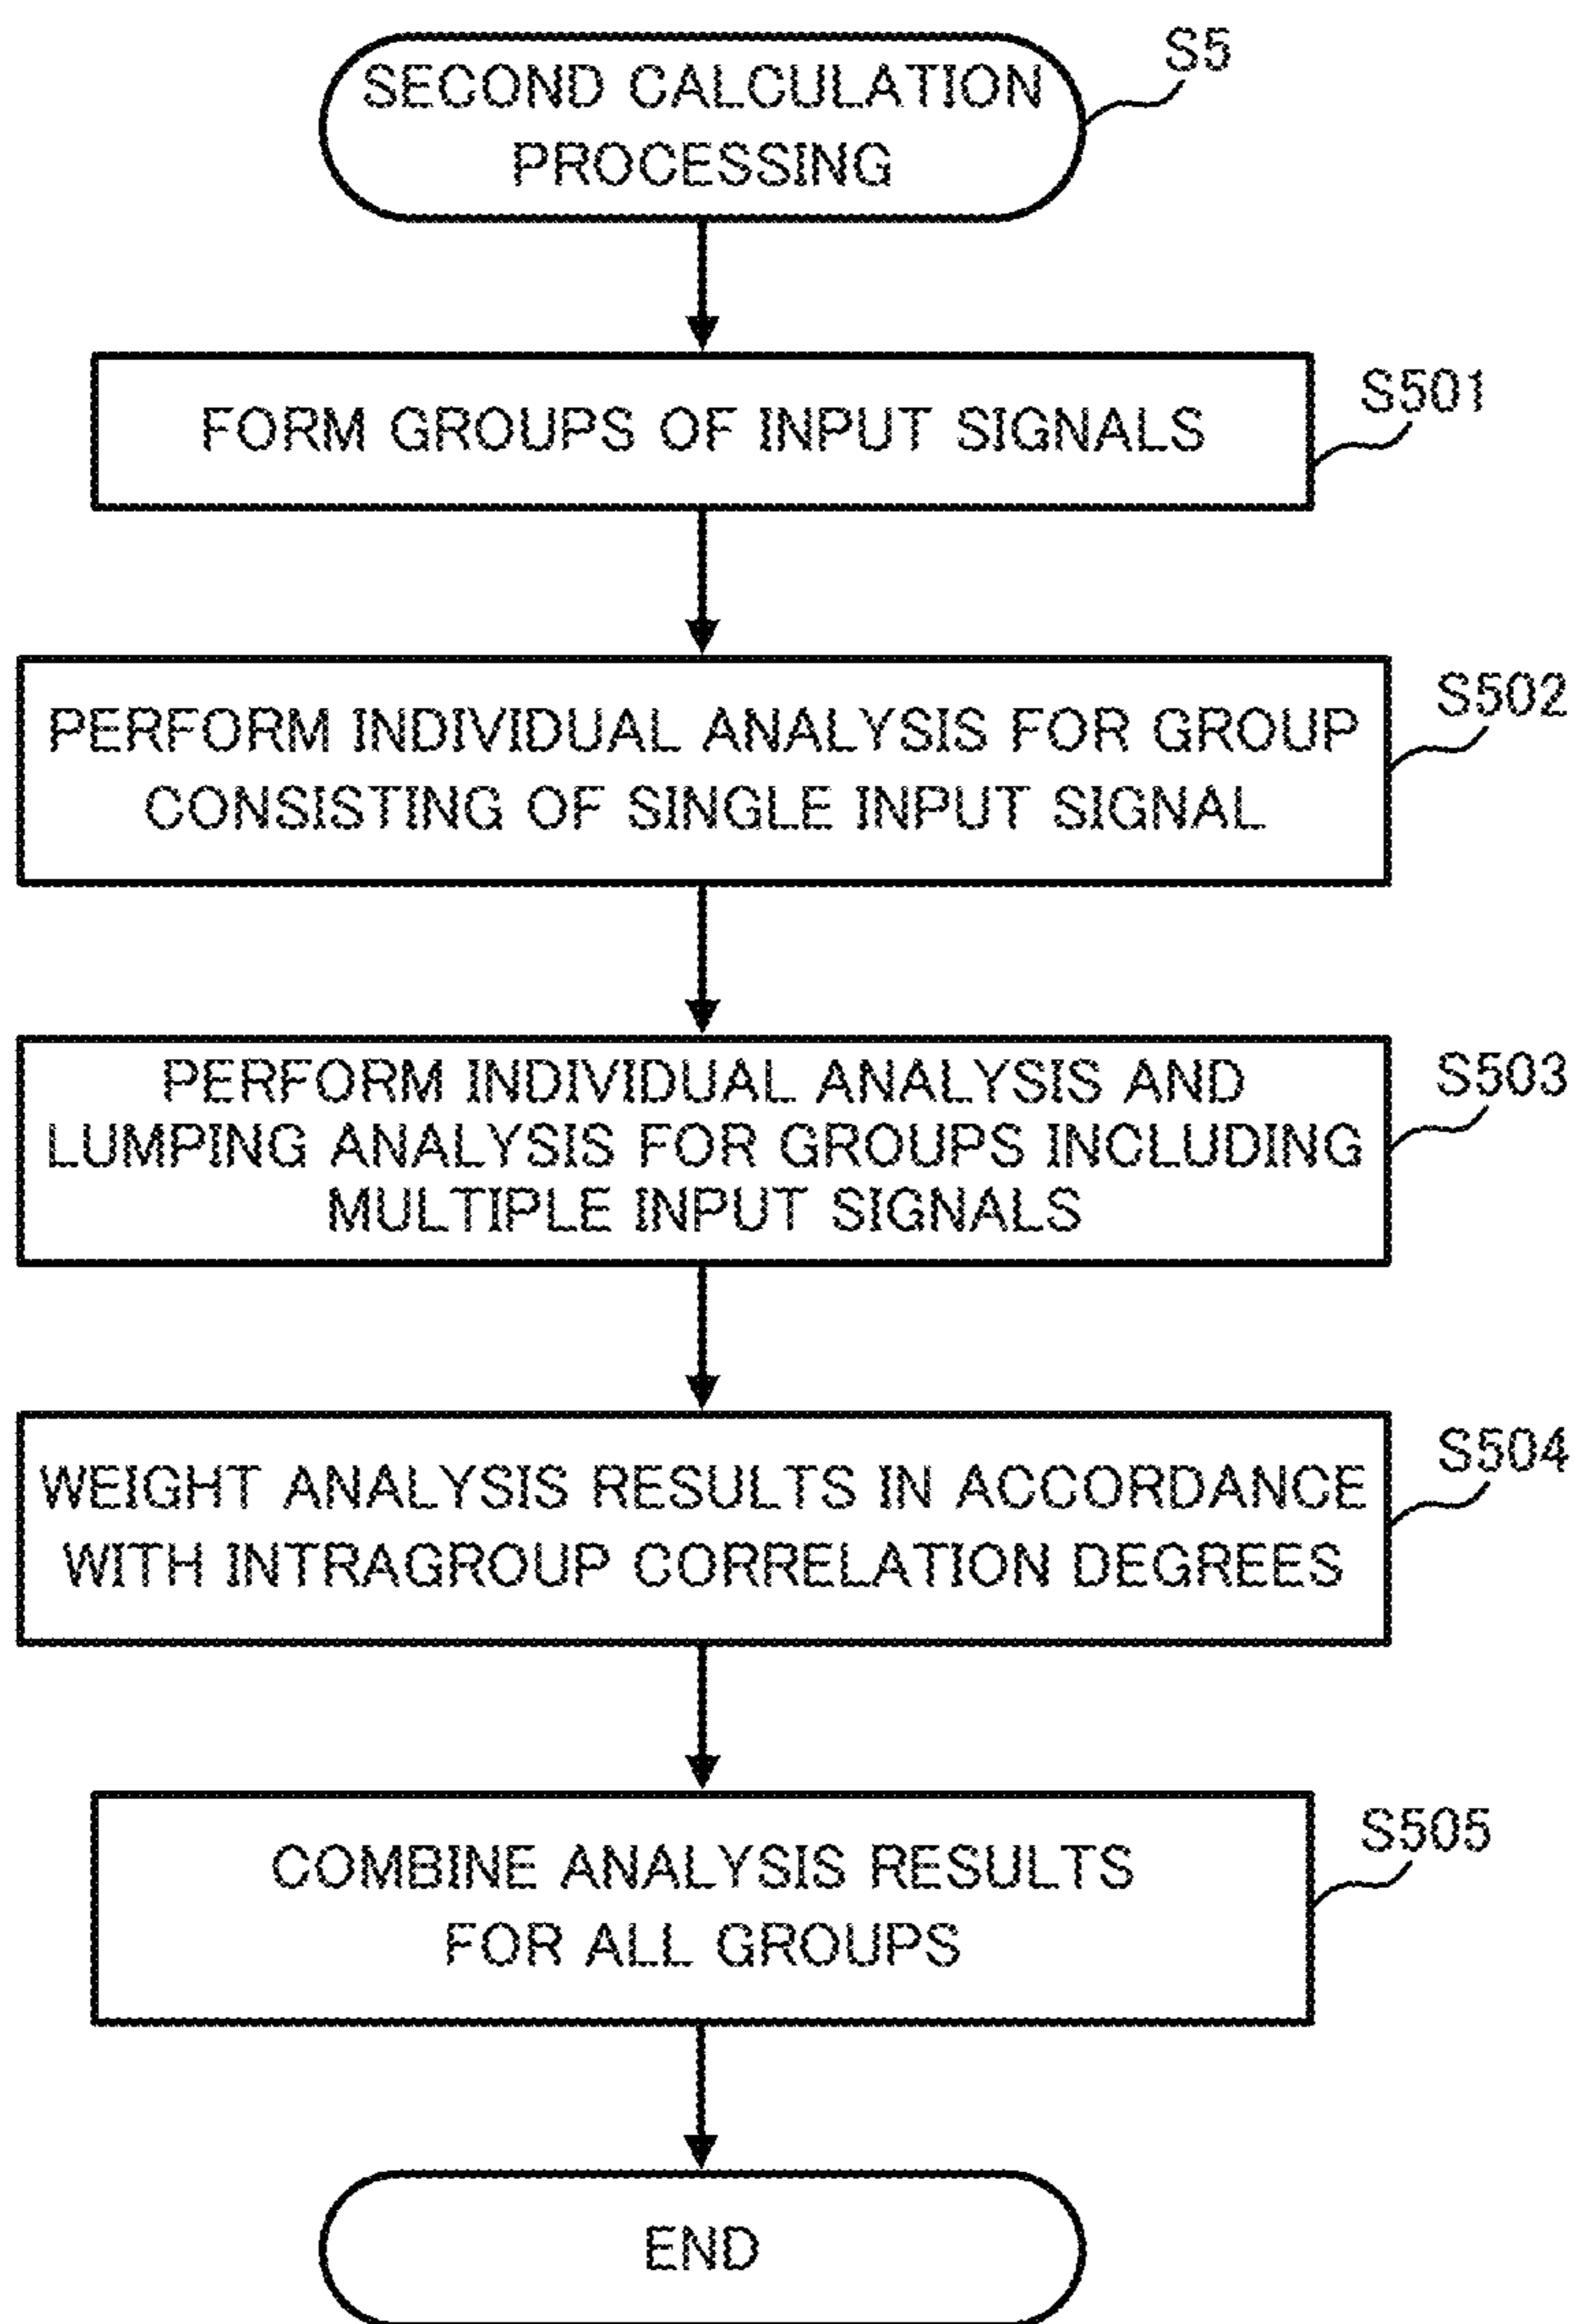 SECOND CALCULATION
PROCESSING
S5
FORM GROUPS OF INPUT SIGNALS
S501
PERFORM INDIVIDUAL ANALYSIS FOR GROUP
CONSISTING OF SINGLE INPUT SIGNAL
S502
PERFORM INDIVIDUAL ANALYSIS AND
LUMPING ANALYSIS FOR GROUPS INCLUDING
MULTIPLE INPUT SIGNALS
S503
WEIGHT ANALYSIS RESULTS IN ACCORDANCE
WITH INTRAGROUP CORRELATION DEGREES
S504
COMBINE ANALYSIS RESULTS
FOR ALL GROUPS
S505
END